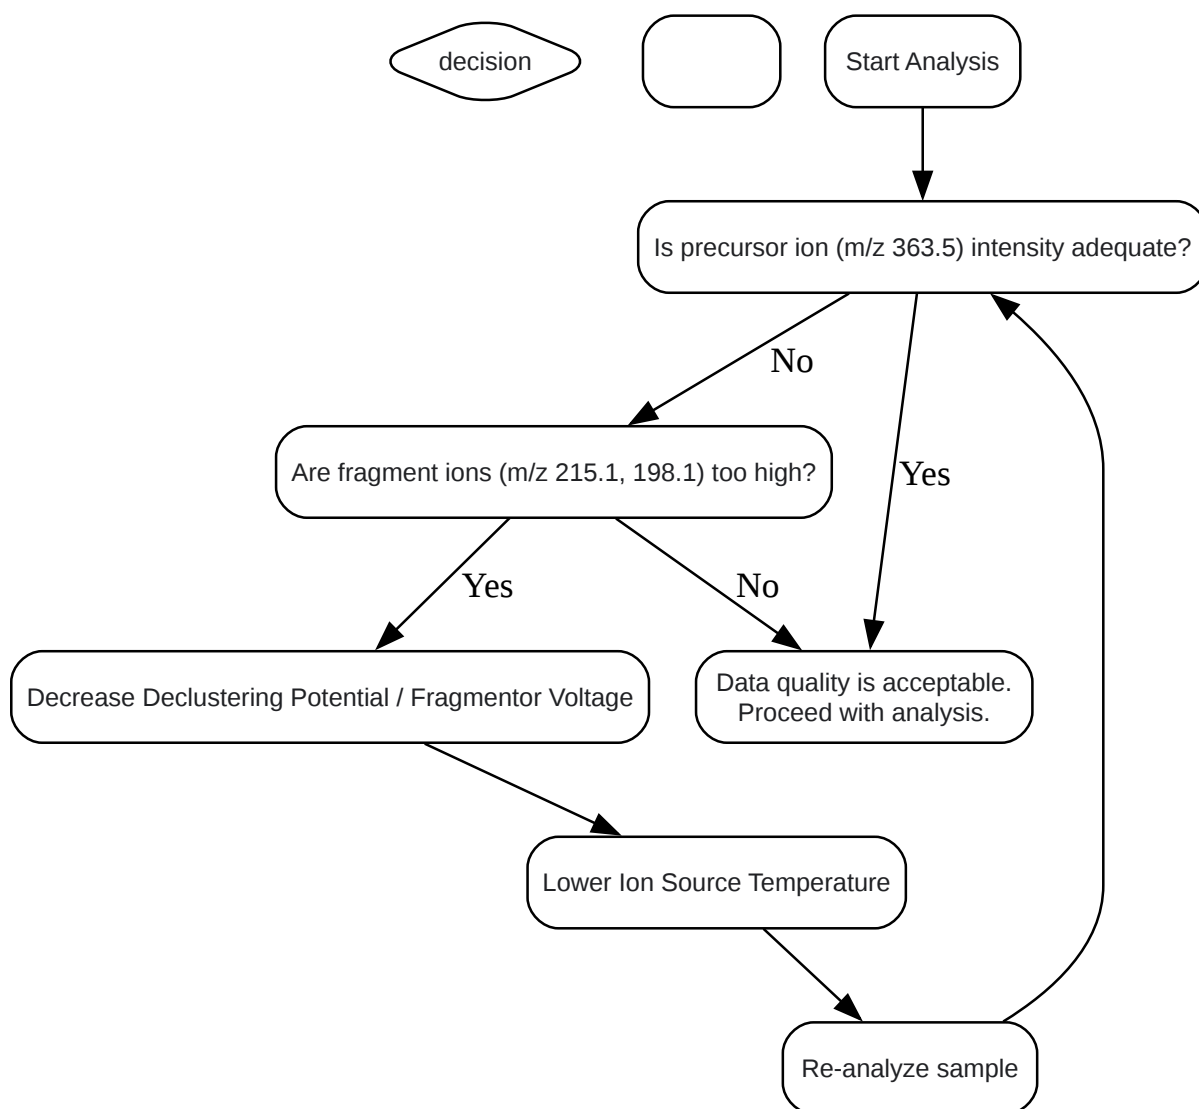 decision
Start Analysis
Is precursor ion (m/z 363.5) intensity adequate?
No
Are fragment ions (m/z 215.1, 198.1) too high?
Yes
Yes
No
Decrease Declustering Potential / Fragmentor Voltage
Data quality is acceptable.
Proceed with analysis.
Lower Ion Source Temperature
Re-analyze sample